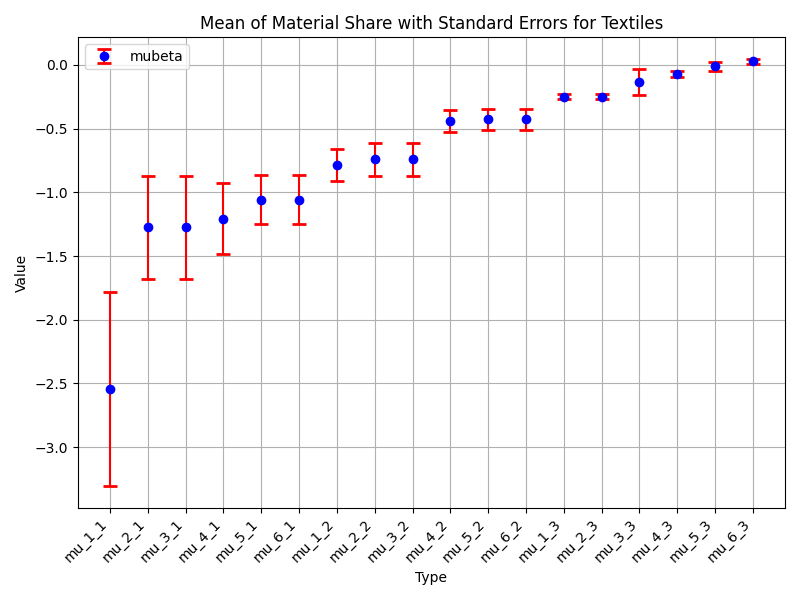 Mean of Material Share with Standard Errors for Textiles
mubeta
0.0
−0.5
−1.0
−1.5
−2.0
−2.5
−3.0
Value
mu_1_1
mu_2_1
mu_3_1
mu_4_1
mu_5_1
mu_6_1
mu_1_2
mu_2_2
mu_3_2
mu_4_2
mu_5_2
mu_6_2
mu_1_3
mu_2_3
mu_3_3
mu_4_3
mu_5_3
mu_6_3
Type